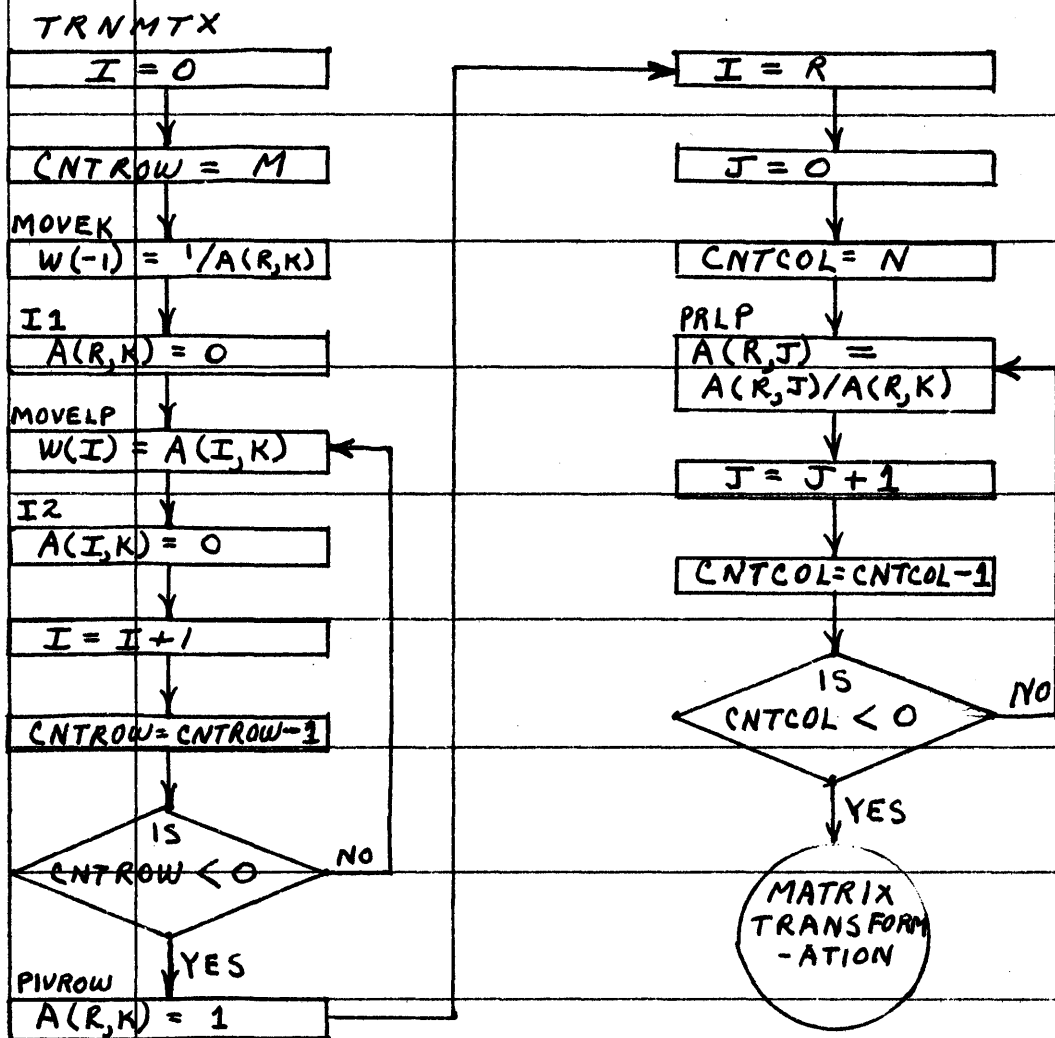 TRNMTX
I = 0
CNTROW = M
MOVEK
W(-1) = 1/A(R,K)
I1
A(R,K) = 0
MOVELP
W(I) = A(I,K)
I2
A(I,K) = 0
I = I+1
CNTROW=CNTROW-1
IS
CNTROW < 0
NO
YES
PIVROW
A(R,K) = 1
I = R
J = 0
CNTCOL= N
PRLP
A(R,J) =
A(R,J)/A(R,K)
J = J+1
CNTCOL=CNTCOL-1
IS
CNTCOL < 0
NO
YES
MATRIX
TRANSFORM
-ATION